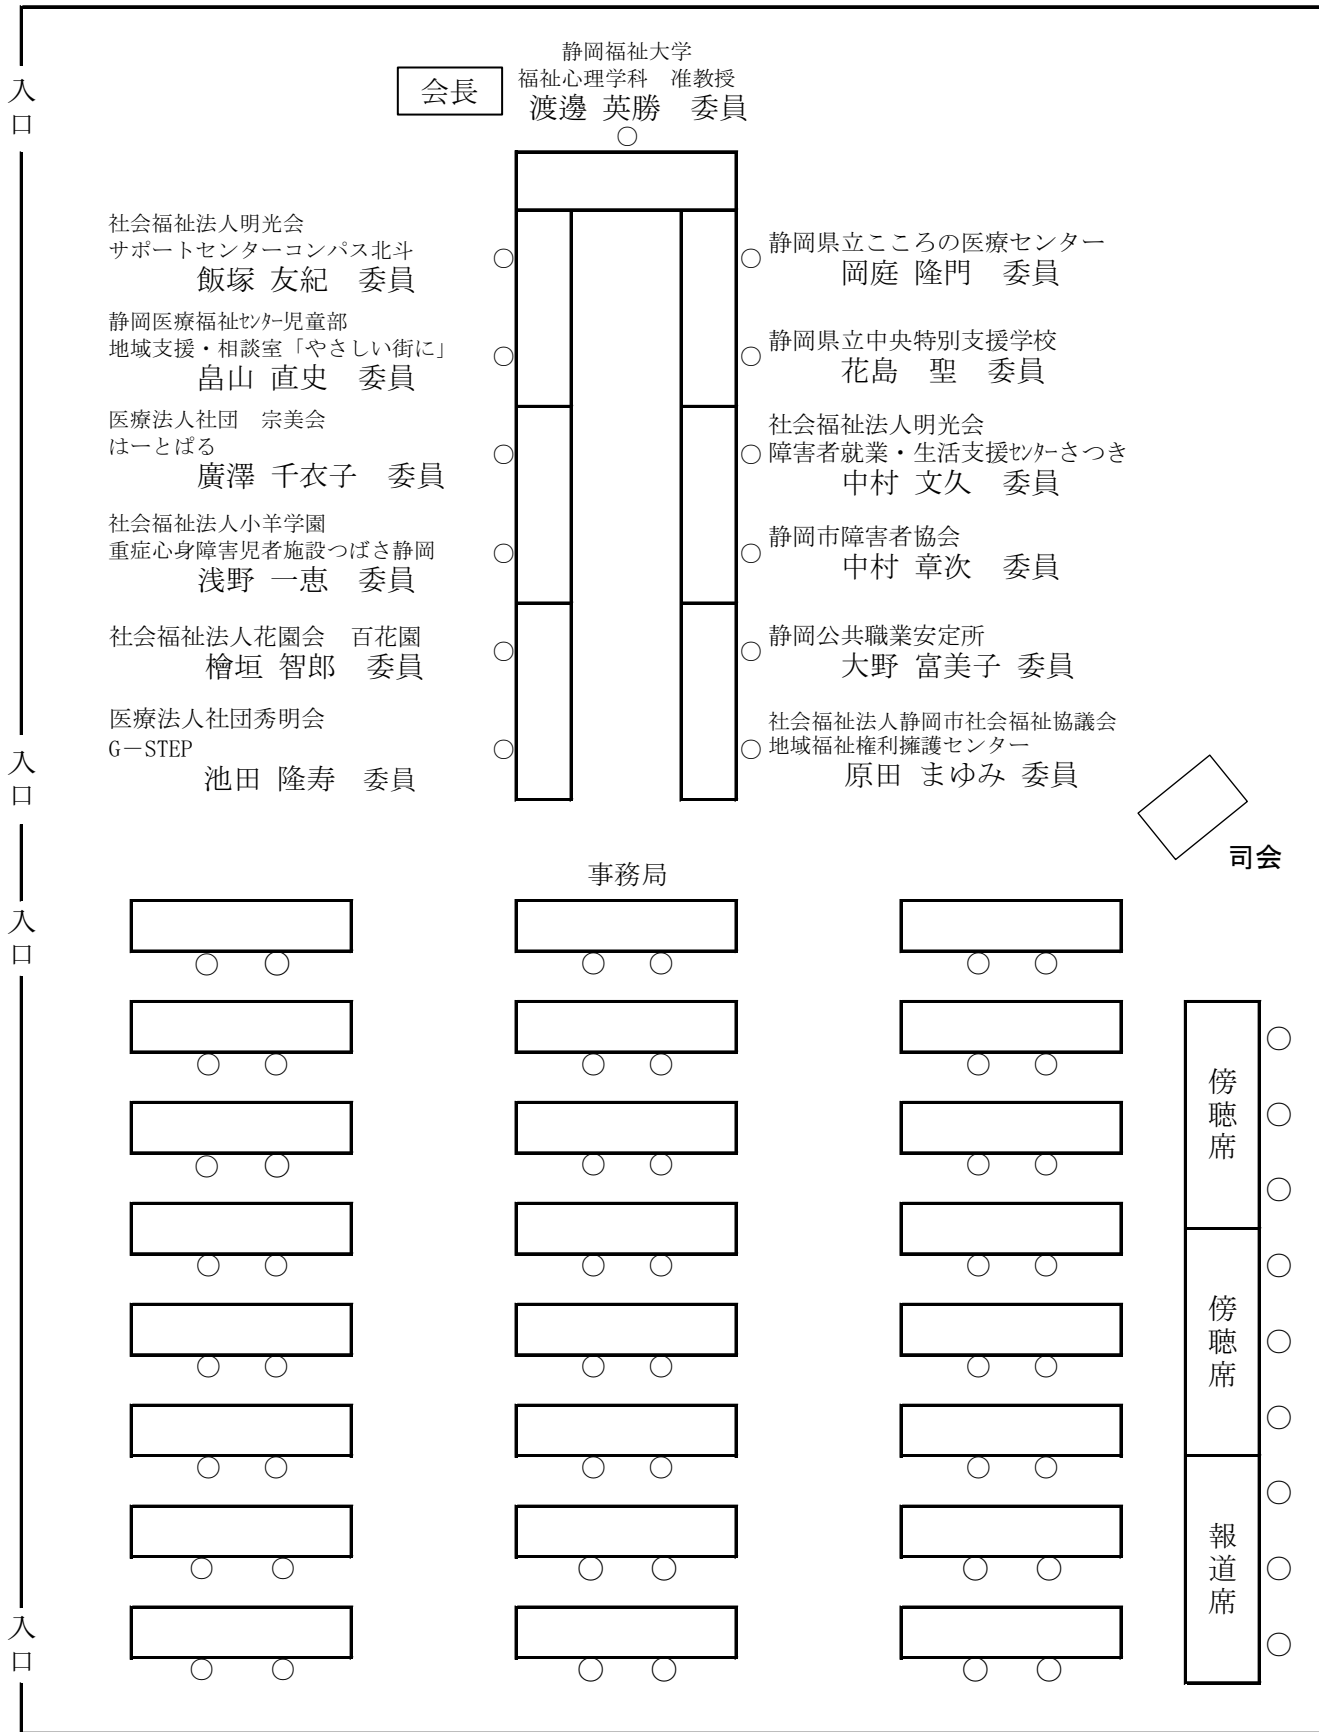 入口
静岡福祉大学
福祉心理学科　准教授
会長
渡邊 英勝　委員
社会福祉法人明光会
サポートセンターコンパス北斗
飯塚 友紀　委員
静岡県立こころの医療センター
岡庭 隆門　委員
静岡医療福祉ｾﾝﾀｰ児童部
地域支援・相談室「やさしい街に」
畠山 直史　委員
静岡県立中央特別支援学校
花島　聖　委員
医療法人社団　宗美会
はーとぱる
廣澤 千衣子　委員
社会福祉法人明光会
障害者就業・生活支援ｾﾝﾀｰさつき
中村 文久　委員
社会福祉法人小羊学園
重症心身障害児者施設つばさ静岡
浅野 一恵　委員
静岡市障害者協会
中村 章次　委員
社会福祉法人花園会　百花園
檜垣 智郎　委員
静岡公共職業安定所
大野 富美子 委員
医療法人社団秀明会
G－STEP
池田 隆寿　委員
社会福祉法人静岡市社会福祉協議会
地域福祉権利擁護センター
原田 まゆみ 委員
入口
司会
事務局
入口
傍聴席
傍聴席
報道席
入口